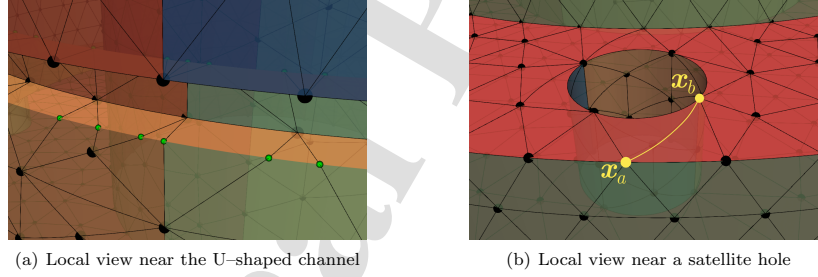 x_b
x_a
(a) Local view near the U–shaped channel
(b) Local view near a satellite hole